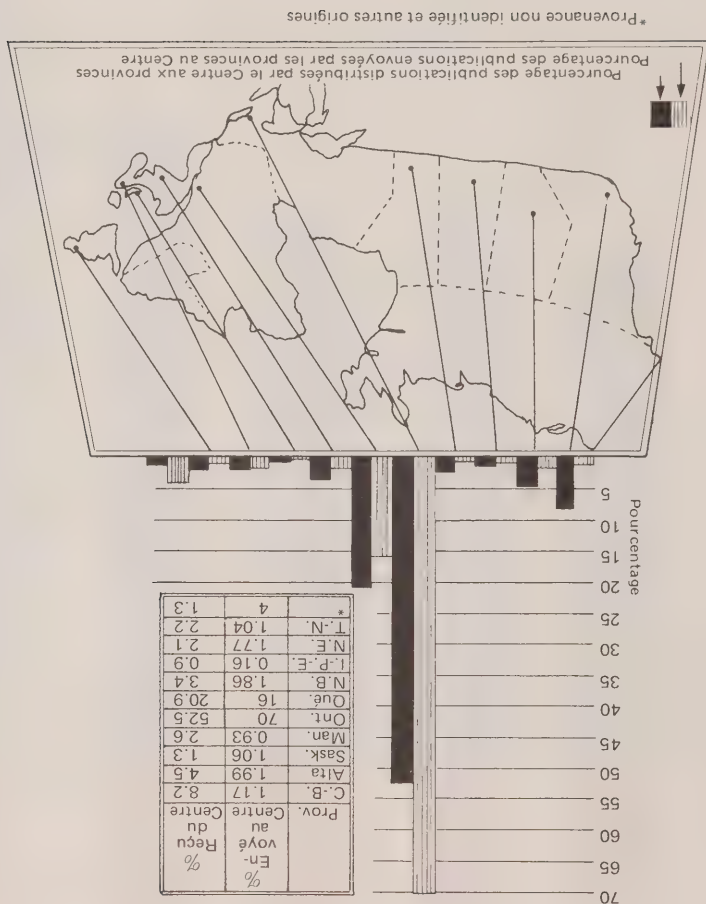 70
65
60
55
50
45
40
35
30
25
20
15
10
5
Pourcentage
Prov. % En-voyé au Centre % Reçu du Centre
C.-B. 1.17 8.2
Alta 1.99 4.5
Sask. 1.06 1.3
Man. 0.93 2.6
Ont. 70 52.5
Qué. 16 20.9
N.B. 1.86 3.4
I.-P.-E. 0.16 0.9
N.E. 1.77 2.1
T.-N. 1.04 2.2
* 4 1.3
Pourcentage des publications distribuées par le Centre aux provinces
Pourcentage des publications envoyées par les provinces au Centre
*Provenance non identifiée et autres origines